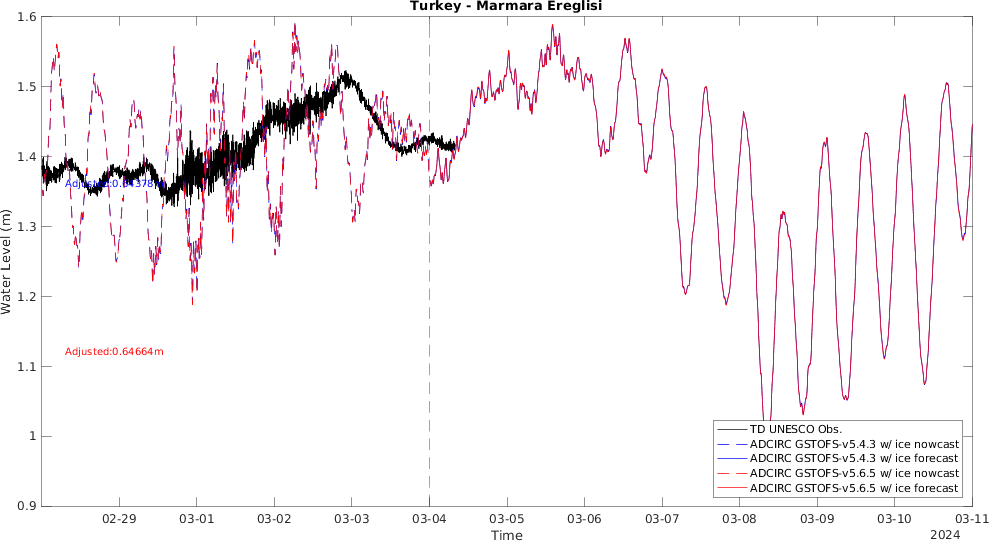 Turkey - Marmara Ereglisi
1.6
1.5
1.4
1.3
1.2
1.1
1
0.9
Water Level (m)
Adjusted:0.64378m
Adjusted:0.64664m
TD UNESCO Obs.
ADCIRC GSTOFS-v5.4.3 w/ ice nowcast
ADCIRC GSTOFS-v5.4.3 w/ ice forecast
ADCIRC GSTOFS-v5.6.5 w/ ice nowcast
ADCIRC GSTOFS-v5.6.5 w/ ice forecast
02-29 03-01 03-02 03-03 03-04 03-05 03-06 03-07 03-08 03-09 03-10 03-11
Time
2024